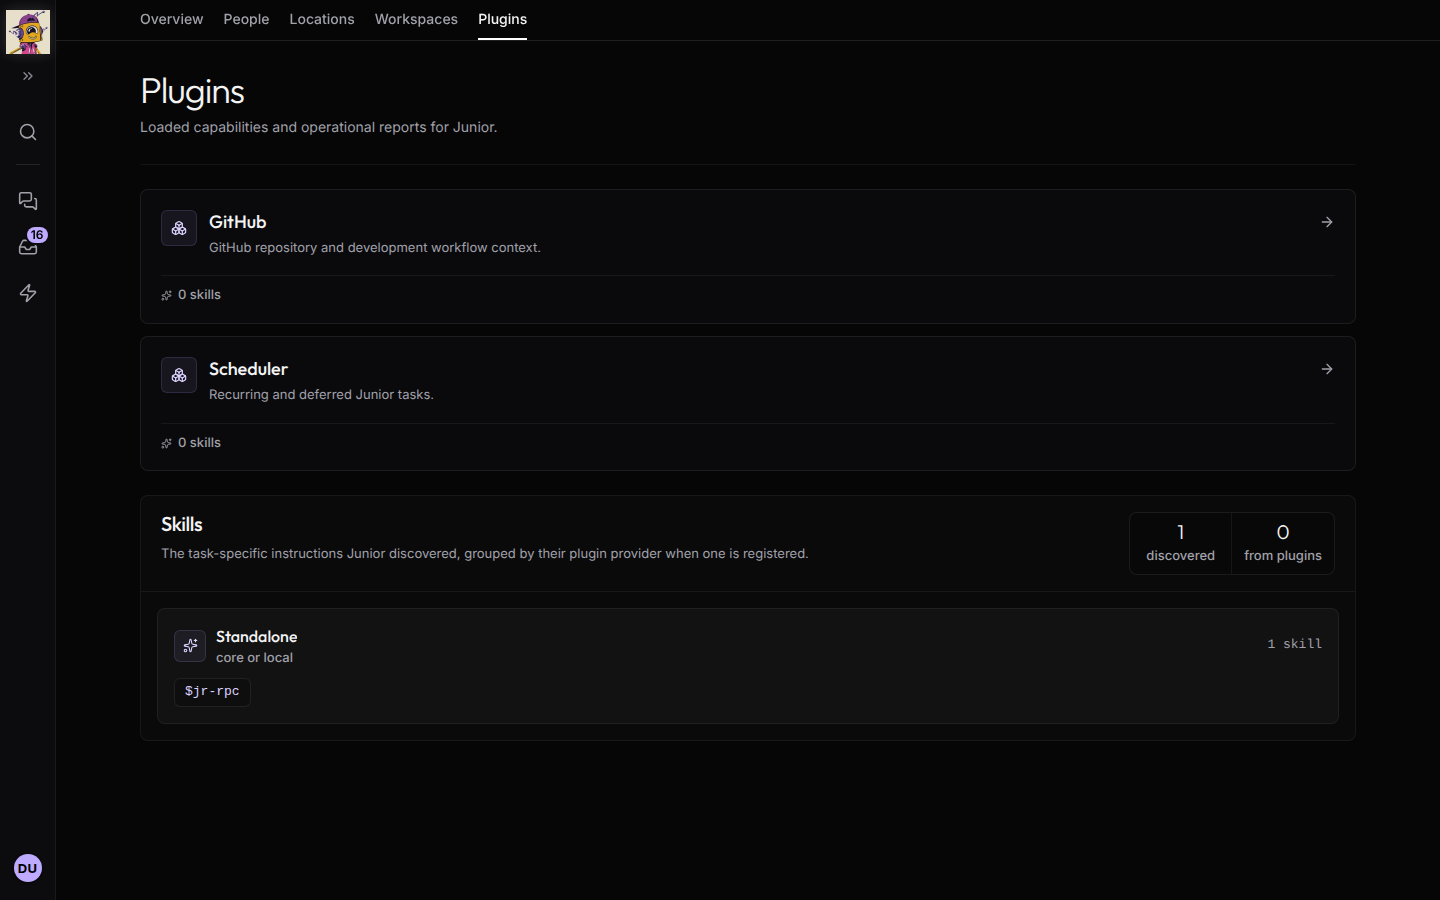 Overview People Locations Workspaces Plugins
Plugins
Loaded capabilities and operational reports for Junior.
GitHub
GitHub repository and development workflow context.
0 skills
Scheduler
Recurring and deferred Junior tasks.
0 skills
Skills
The task-specific instructions Junior discovered, grouped by their plugin provider when one is registered.
1 0
discovered from plugins
Standalone
core or local
1 skill
$jr-rpc
16
DU